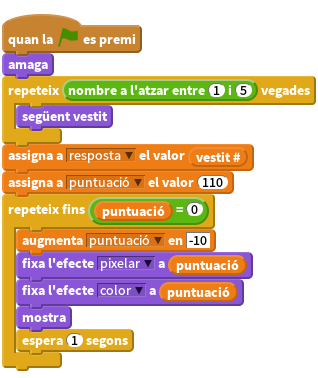 quan la es premi
amaga
repeteix nombre a l'atzar entre 1 i 5 vegades
següent vestit
assigna a resposta el valor vestit #
assigna a puntuació el valor 110
repeteix fins puntuació = 0
augmenta puntuació en -10
fixa l'efecte pixelar a puntuació
fixa l'efecte color a puntuació
mostra
espera 1 segons